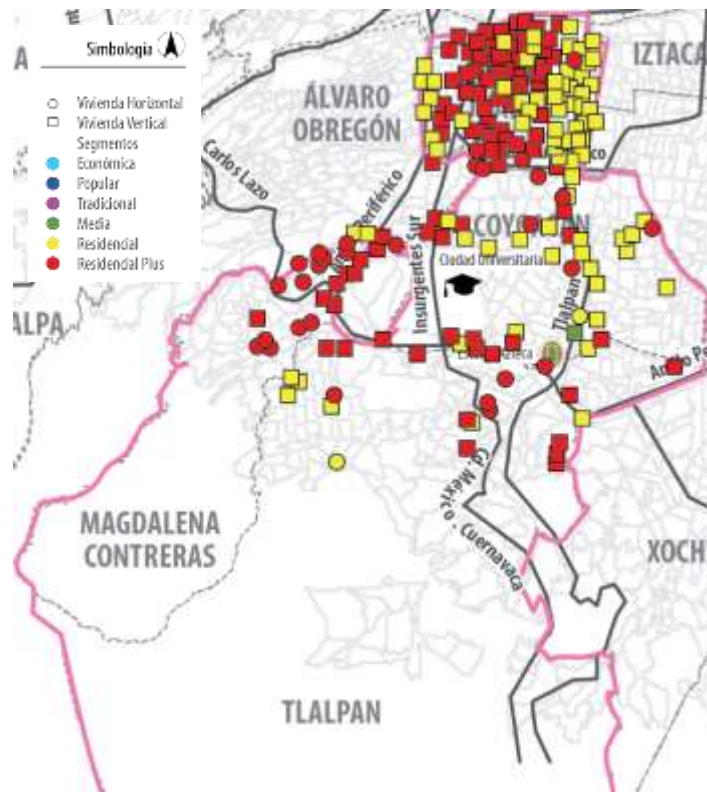 Simbología
Vivienda Horizontal
Vivienda Vertical
Segmentos
Económica
Popular
Tradicional
Media
Residencial
Residencial Plus
IZTACA
ÁLVARO
OBREGÓN
Carlos Lazo
Periférico
Insurgentes Sur
Ciudad Universitaria
Tlalpan
ALPA
MAGDALENA
CONTRERAS
Cd. México - Cuernavaca
XOCH
TLALPAN